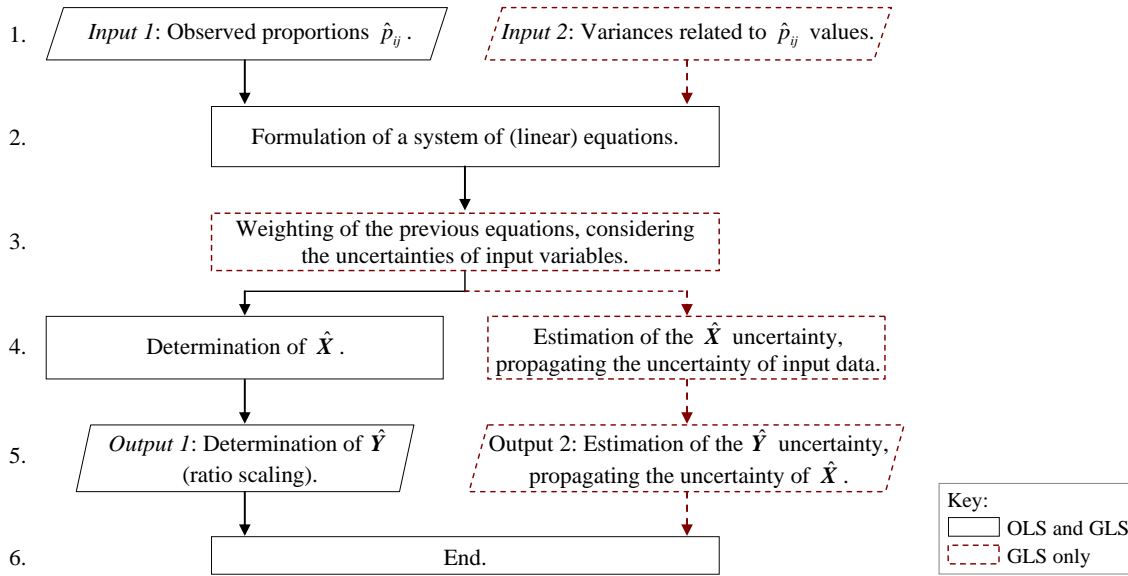 1.
Input 1: Observed proportions p̂ij .
Input 2: Variances related to p̂ij values.
2.
Formulation of a system of (linear) equations.
3.
Weighting of the previous equations, considering
the uncertainties of input variables.
4.
Determination of X̂ .
Estimation of the X̂ uncertainty,
propagating the uncertainty of input data.
5.
Output 1: Determination of Ŷ
(ratio scaling).
Output 2: Estimation of the Ŷ uncertainty,
propagating the uncertainty of X̂ .
6.
End.
Key:
OLS and GLS
GLS only